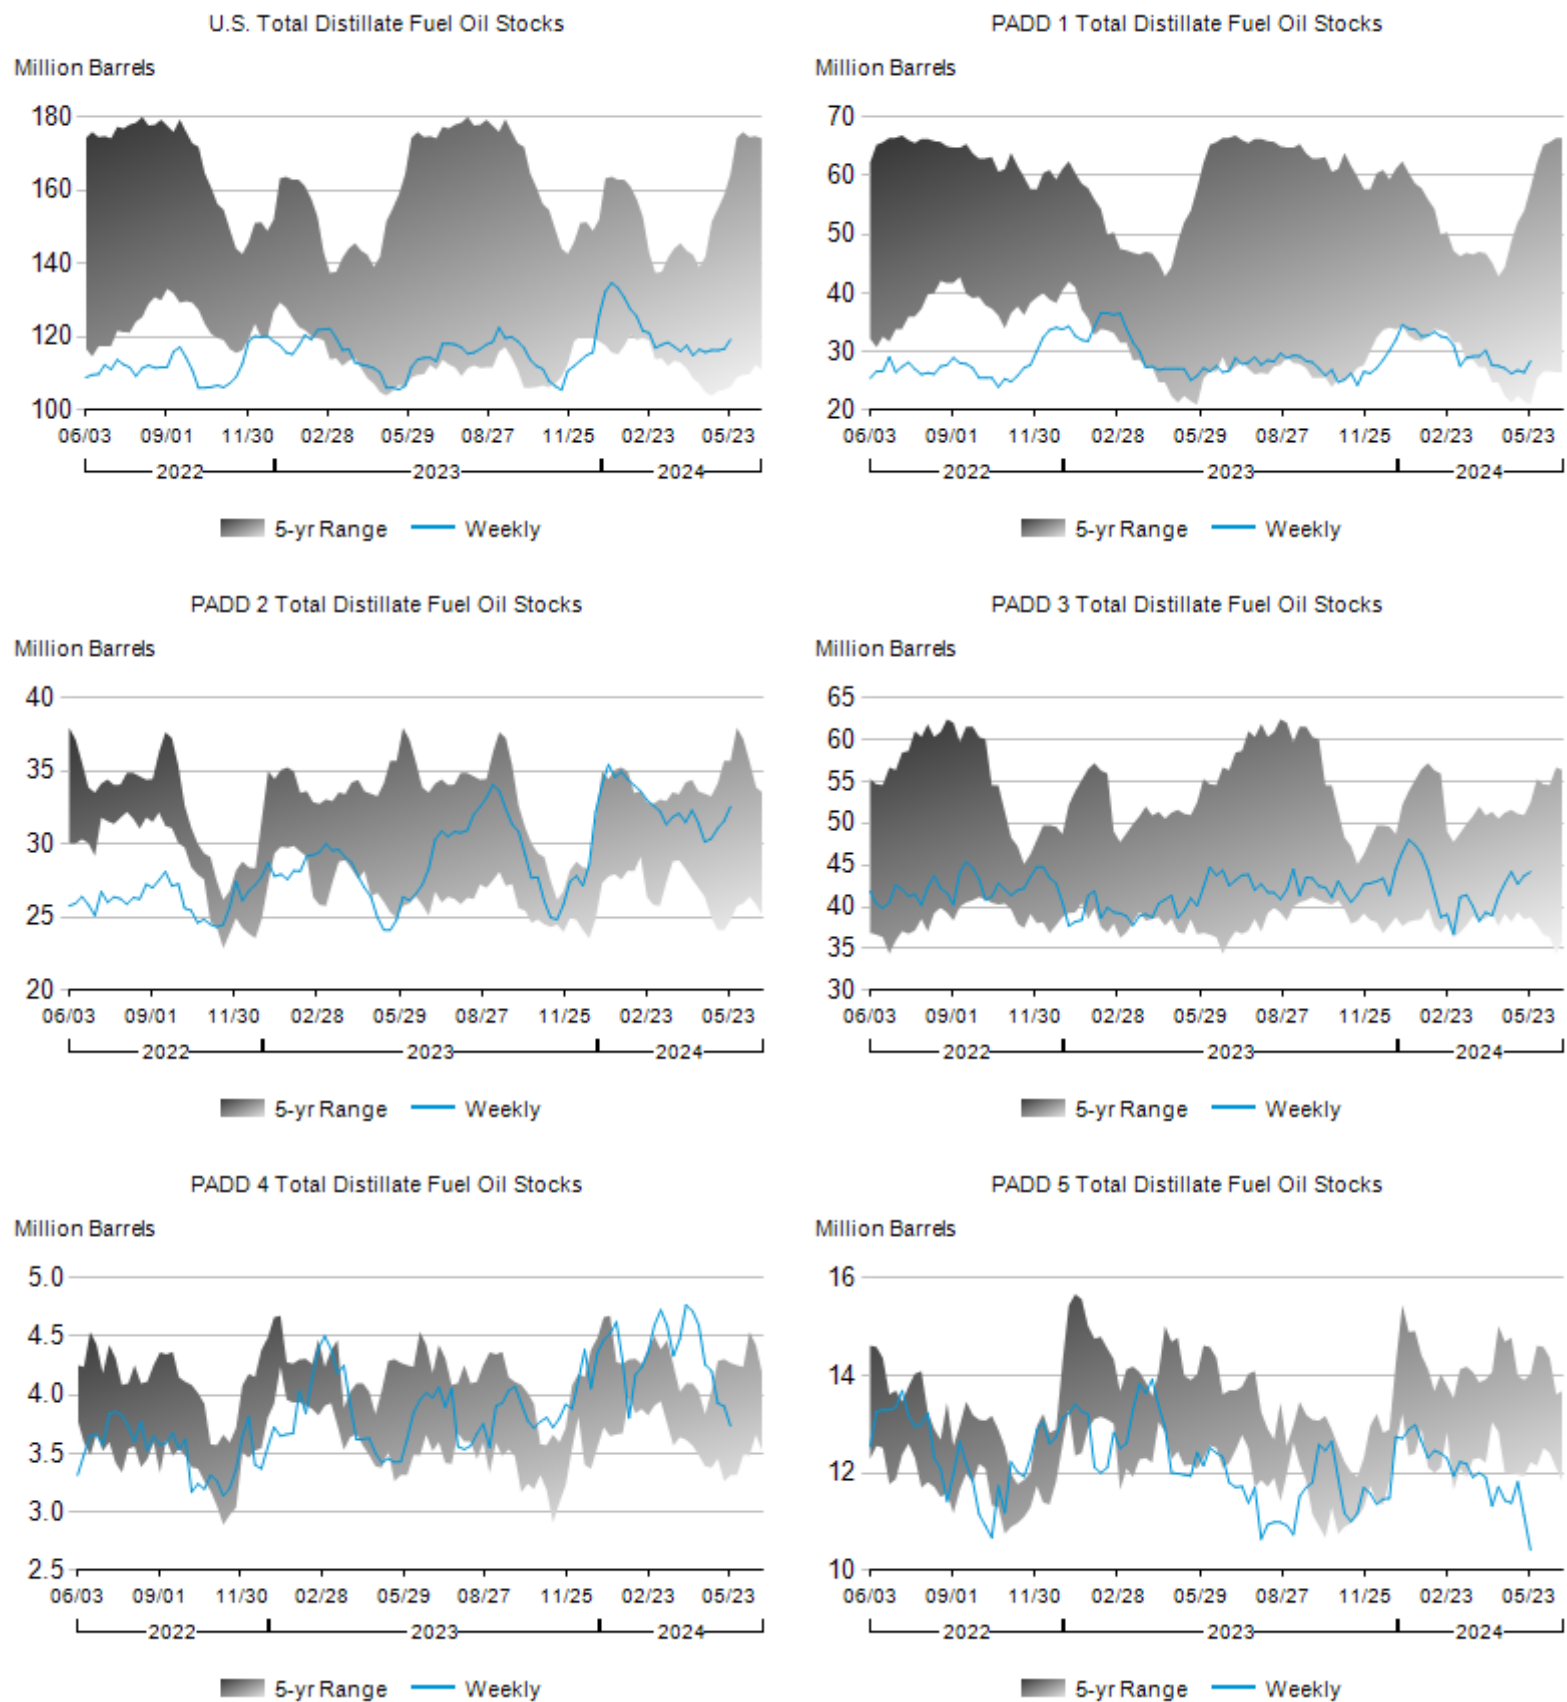 U.S. Total Distillate Fuel Oil Stocks
Million Barrels
180
160
140
120
100
06/03 09/01 11/30 02/28 05/29 08/27 11/25 02/23 05/23
2022 2023 2024
5-yr Range Weekly
PADD 1 Total Distillate Fuel Oil Stocks
Million Barrels
70
60
50
40
30
20
06/03 09/01 11/30 02/28 05/29 08/27 11/25 02/23 05/23
2022 2023 2024
5-yr Range Weekly
PADD 2 Total Distillate Fuel Oil Stocks
Million Barrels
40
35
30
25
20
06/03 09/01 11/30 02/28 05/29 08/27 11/25 02/23 05/23
2022 2023 2024
5-yr Range Weekly
PADD 3 Total Distillate Fuel Oil Stocks
Million Barrels
65
60
55
50
45
40
35
30
06/03 09/01 11/30 02/28 05/29 08/27 11/25 02/23 05/23
2022 2023 2024
5-yr Range Weekly
PADD 4 Total Distillate Fuel Oil Stocks
Million Barrels
5.0
4.5
4.0
3.5
3.0
2.5
06/03 09/01 11/30 02/28 05/29 08/27 11/25 02/23 05/23
2022 2023 2024
5-yr Range Weekly
PADD 5 Total Distillate Fuel Oil Stocks
Million Barrels
16
14
12
10
06/03 09/01 11/30 02/28 05/29 08/27 11/25 02/23 05/23
2022 2023 2024
5-yr Range Weekly